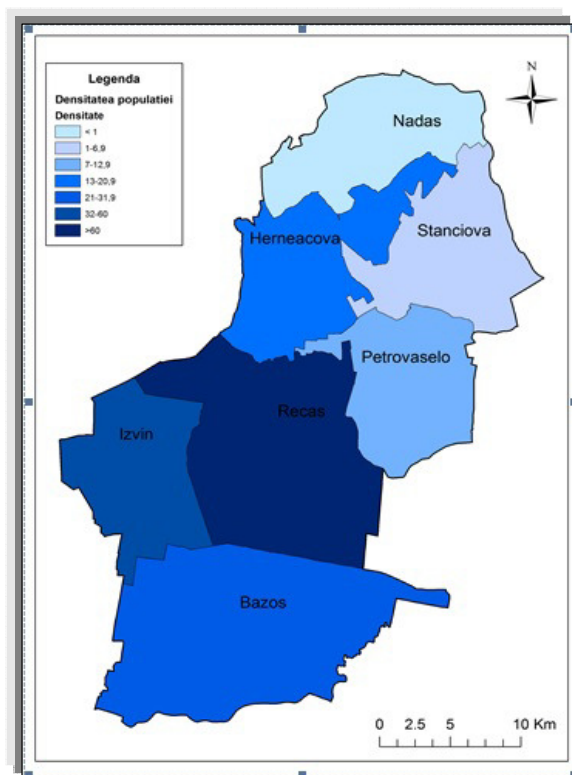 Legenda
Densitatea populatiei
Densitate
< 1
1-6,9
7-12,9
13-20,9
21-31,9
32-60
>60
N
Nadas
Stanciova
Herneacova
Petrovaselo
Recas
Izvin
Bazos
0 2.5 5 10 Km